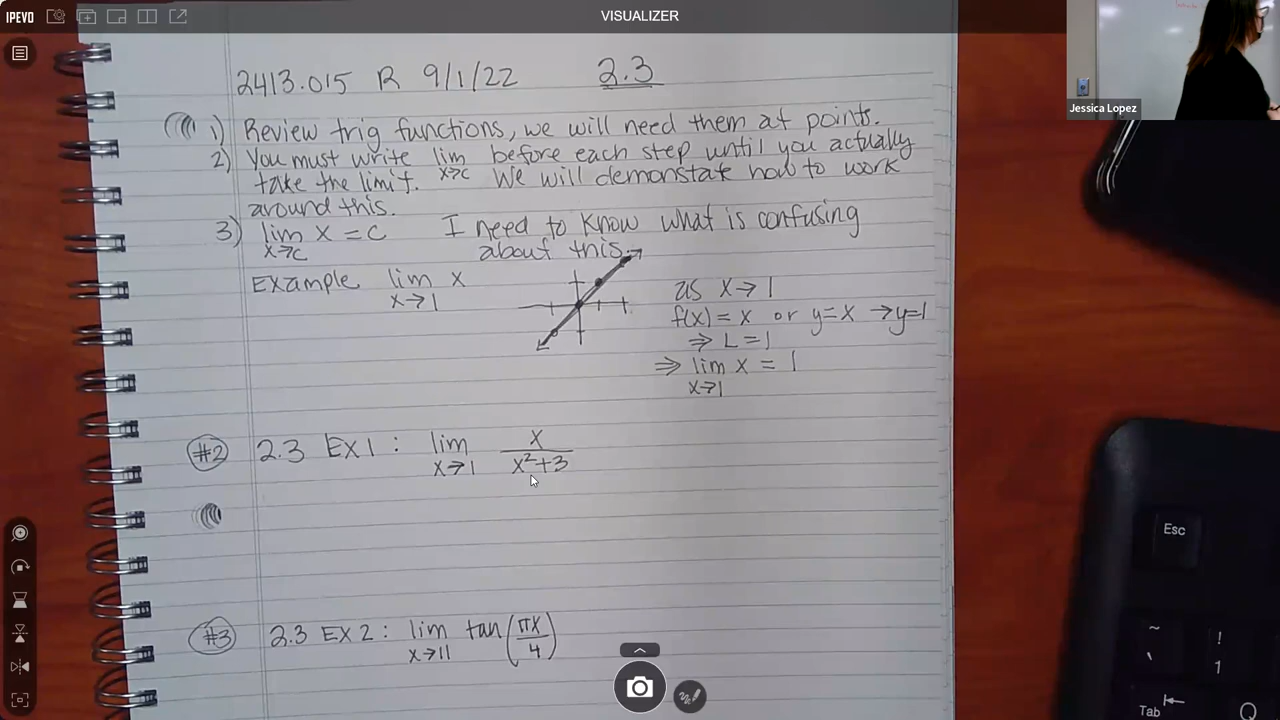 IPEVO
VISUALIZER
Jessica Lopez
2413.015 R 9/1/22 2.3
1) Review trig functions, we will need them at points.
2) You must write lim x→c before each step until you actually
take the limit. We will demonstate how to work
around this.
3) lim x→c x = c I need to know what is confusing
about this.
Example lim x→1 x
as x→1
f(x) = x or y=x →y=1
⇒ L=1
⇒ lim x→1 x = 1
#2 2.3 EX1 : lim x→1 x/(x²+3)
#3 2.3 EX 2 : lim x→11 tan(πx/4)
Esc
~
`
!
1
Tab
Q